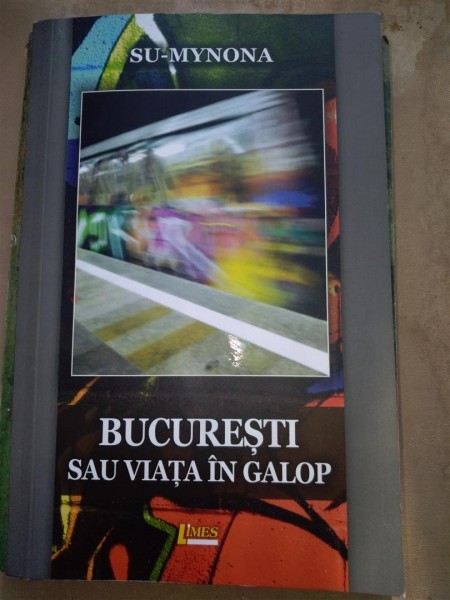 SU-MYNONA
BUCUREȘTI
SAU VIAȚA ÎN GALOP
LIMES